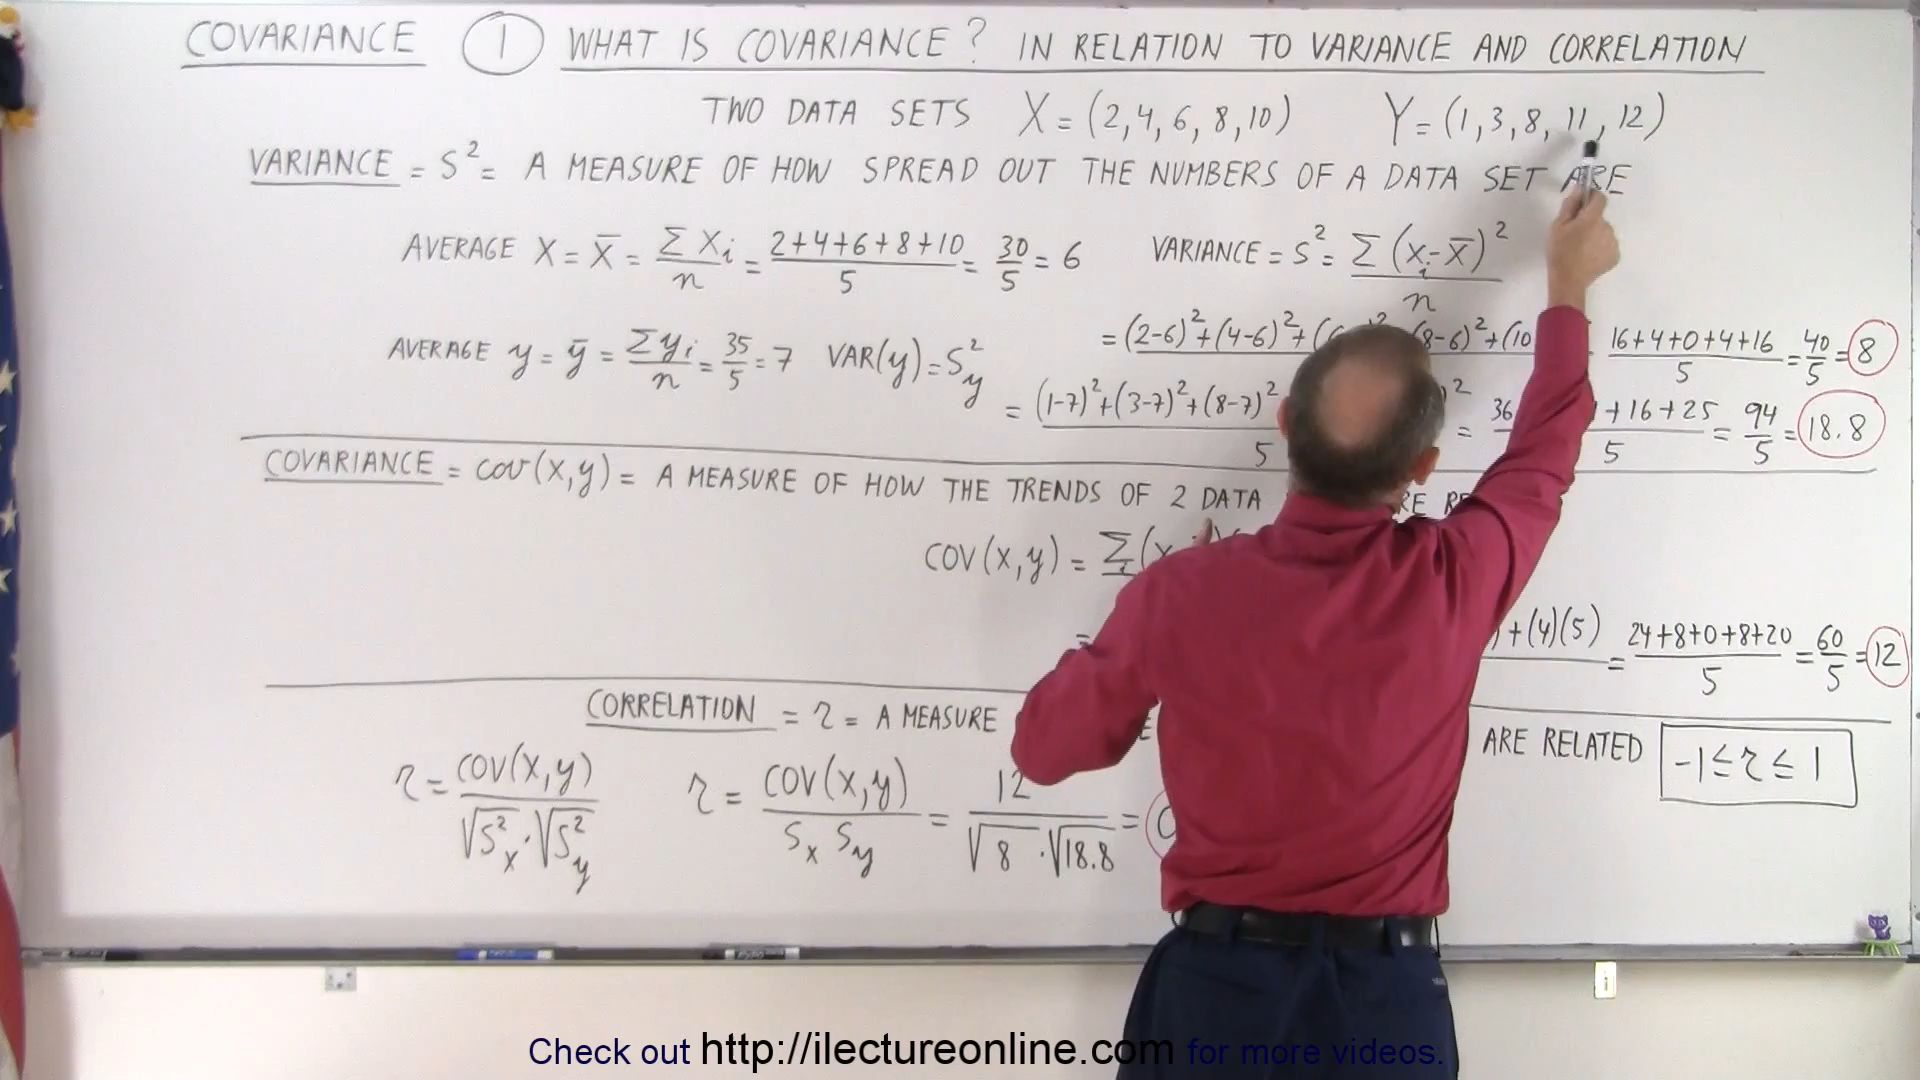 COVARIANCE ① WHAT IS COVARIANCE? IN RELATION TO VARIANCE AND CORRELATION
TWO DATA SETS X = (2, 4, 6, 8, 10) Y = (1, 3, 8, 11, 12)
VARIANCE = S² = A MEASURE OF HOW SPREAD OUT THE NUMBERS OF A DATA SET ARE
AVERAGE X = x̄ = Σxᵢ/n = (2+4+6+8+10)/5 = 30/5 = 6 VARIANCE = S² = Σ(xᵢ-x̄)²/n
= (2-6)²+(4-6)²+( ² (8-6)²+(10 (16+4+0+4+16)/5 = 40/5 = 8
AVERAGE y = ȳ = Σyᵢ/n = 35/5 = 7 VAR(y) = S²y = (1-7)²+(3-7)²+(8-7)² )² / 5 = 36 +16+25 / 5 = 94/5 = 18.8
COVARIANCE = cov(x,y) = A MEASURE OF HOW THE TRENDS OF 2 DATA
COV(x,y) = Σᵢ(x
= +(4)(5) = (24+8+0+8+20)/5 = 60/5 = 12
CORRELATION = r = A MEASURE ARE RELATED -1 ≤ r ≤ 1
r = COV(x,y)/(√S²x · √S²y) r = COV(x,y)/(Sx Sy) = 12/(√8 · √18.8) =
Check out http://ilectureonline.com for more videos.